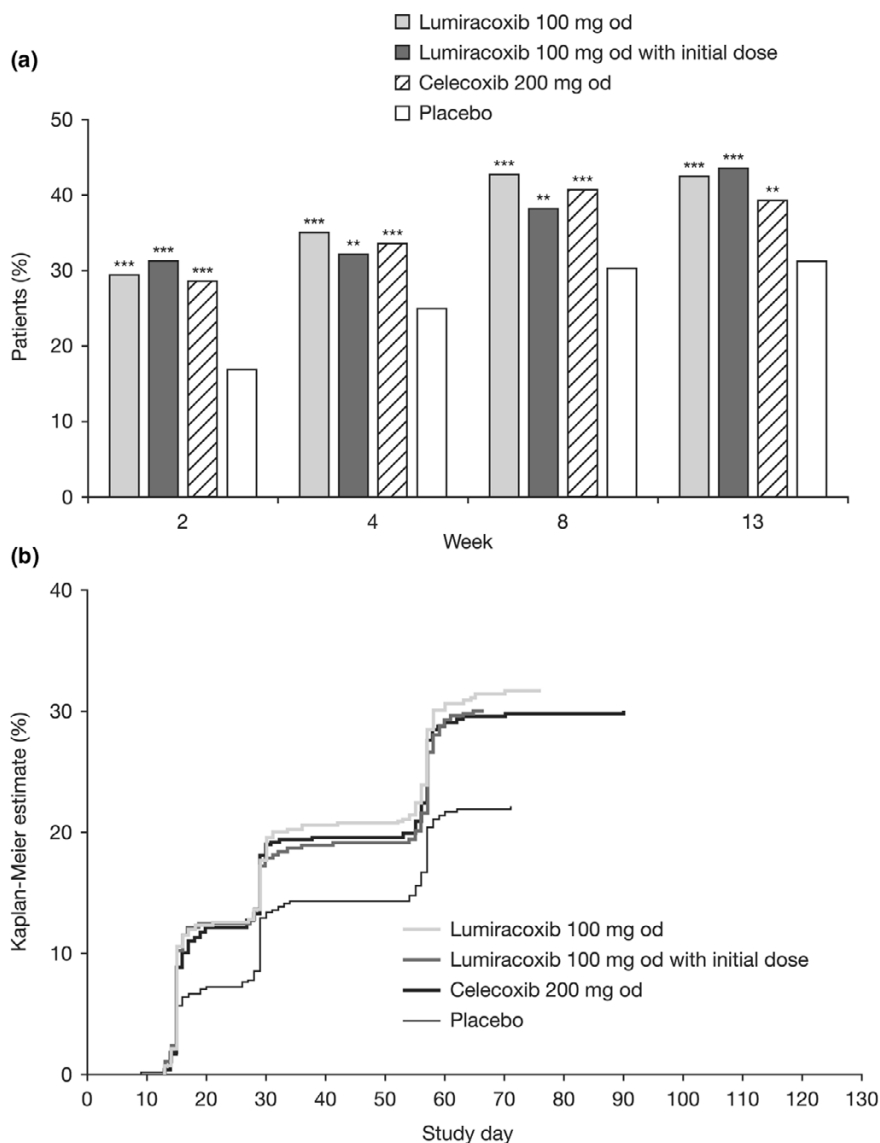 Lumiracoxib 100 mg od
Lumiracoxib 100 mg od with initial dose
Celecoxib 200 mg od
Placebo
(a)
50
40
30
20
10
0
Patients (%)
*** *** ***
*** ** ***
*** ** ***
*** *** **
2 4 8 13
Week
(b)
40
30
20
10
0
Kaplan-Meier estimate (%)
Lumiracoxib 100 mg od
Lumiracoxib 100 mg od with initial dose
Celecoxib 200 mg od
Placebo
0 10 20 30 40 50 60 70 80 90 100 110 120 130
Study day